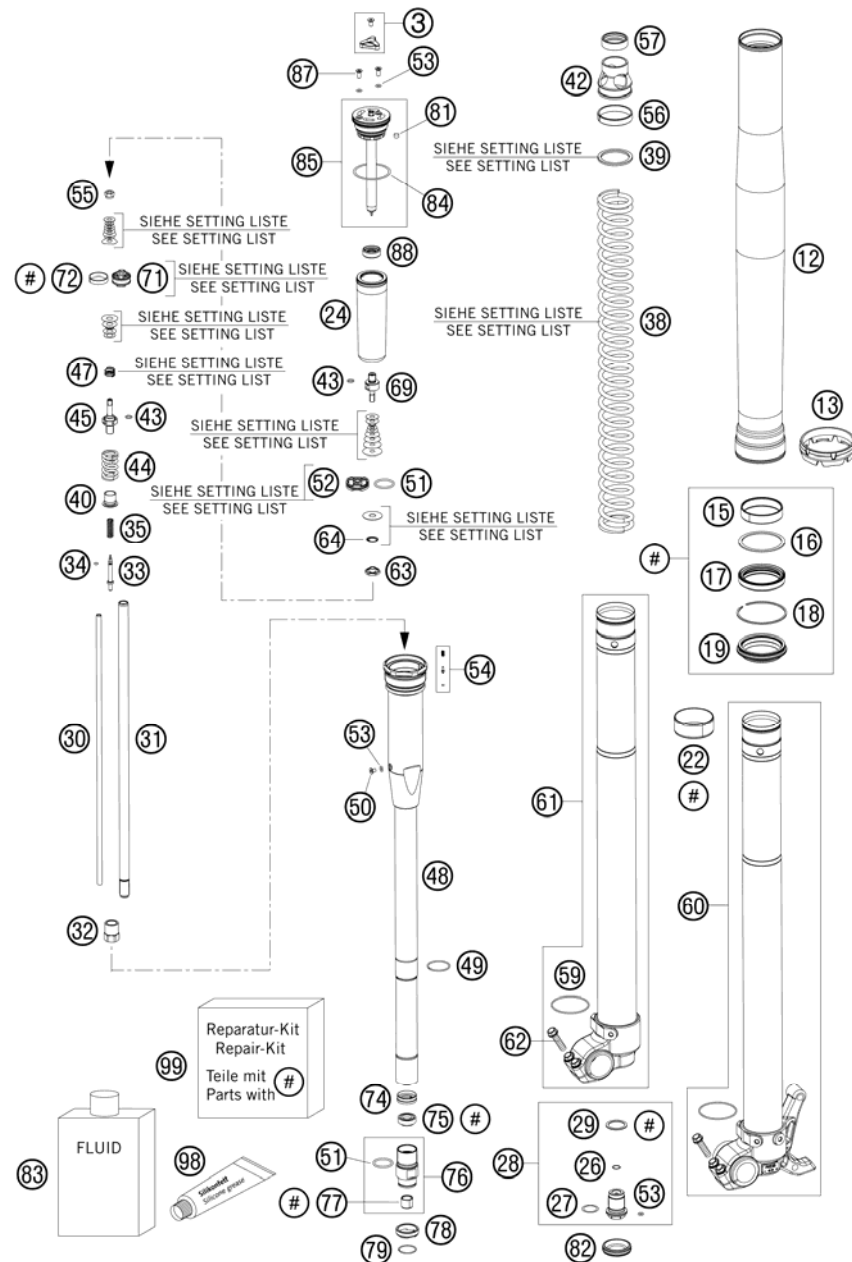 3
57
87
53
42
81
56
SIEHE SETTING LISTE
SEE SETTING LIST
39
85
55
84
SIEHE SETTING LISTE
SEE SETTING LIST
12
88
# 72 71
SIEHE SETTING LISTE
SEE SETTING LIST
24
SIEHE SETTING LISTE
SEE SETTING LIST
SIEHE SETTING LISTE
SEE SETTING LIST
38
47
SIEHE SETTING LISTE
SEE SETTING LIST
43
69
45
43
13
SIEHE SETTING LISTE
SEE SETTING LIST
44
SIEHE SETTING LISTE
SEE SETTING LIST
52
51
40
15
SIEHE SETTING LISTE
SEE SETTING LIST
35
64
16
#
34
33
63
17
18
19
54
30
31
53
22
#
50
61
48
60
32
49
59
62
Reparatur-Kit
Repair-Kit
Teile mit
Parts with #
99
74
75 #
29 #
FLUID
83
98
Silikonfett
Silicone grease
51
76
28
26
# 77
27
53
78
79
82